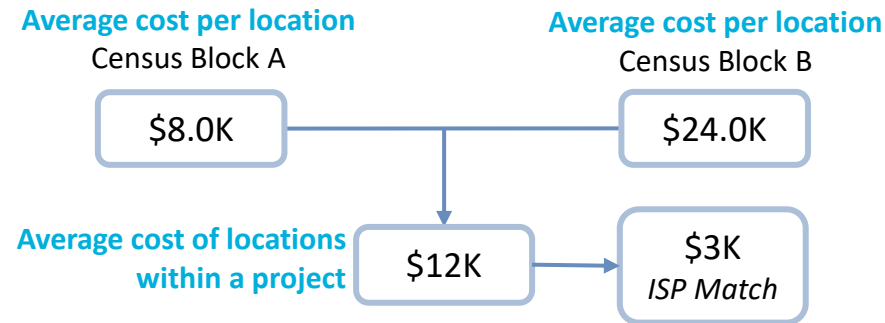 Average cost per location
Census Block A
$8.0K
Average cost per location
Census Block B
$24.0K
Average cost of locations
within a project
$12K
$3K
ISP Match